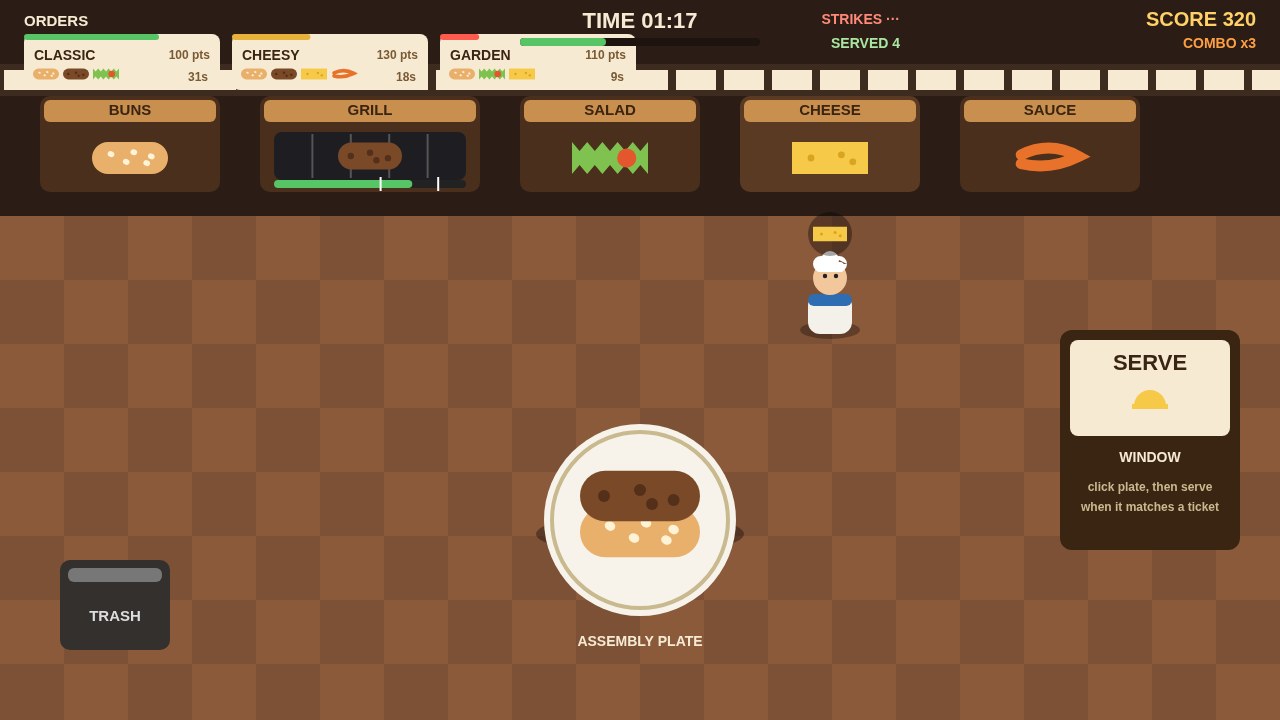 ORDERS
TIME 01:17
STRIKES ···
SCORE 320
SERVED 4
COMBO x3
CLASSIC 100 pts
31s
CHEESY 130 pts
18s
GARDEN 110 pts
9s
BUNS
GRILL
SALAD
CHEESE
SAUCE
SERVE
WINDOW
click plate, then serve
when it matches a ticket
TRASH
ASSEMBLY PLATE